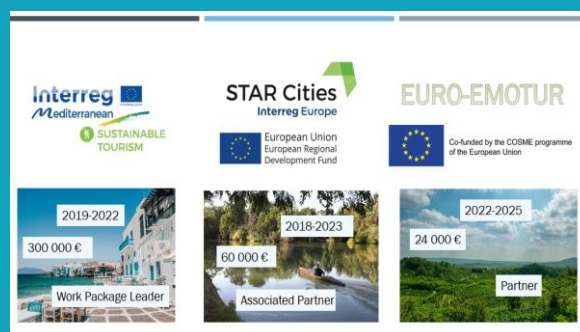 Interreg
Mediterranean
SUSTAINABLE
TOURISM
STAR Cities
Interreg Europe
European Union
European Regional
Development Fund
EURO-EMOTUR
Co-funded by the COSME programme
of the European Union
2019-2022
300 000 €
Work Package Leader
2018-2023
60 000 €
Associated Partner
2022-2025
24 000 €
Partner